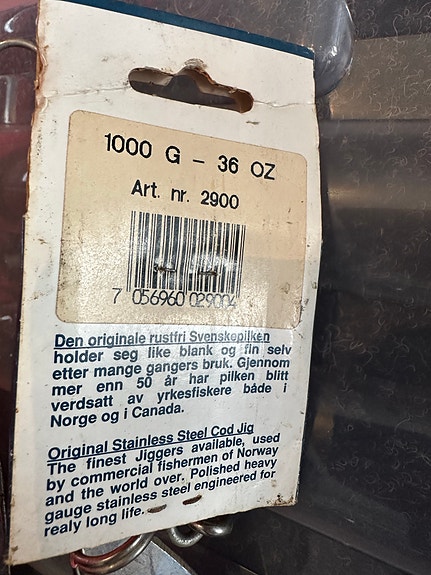 1000 G – 36 OZ
Art. nr. 2900
7 056960 029004
Den originale rustfri Svenskepilken
holder seg like blank og fin selv
etter mange gangers bruk. Gjennom
mer enn 50 år har pilken blitt
verdsatt av yrkesfiskere både i
Norge og i Canada.
Original Stainless Steel Cod Jig
The finest Jiggers available, used
by commercial fishermen of Norway
and the world over. Polished heavy
gauge stainless steel engineered for
realy long life.